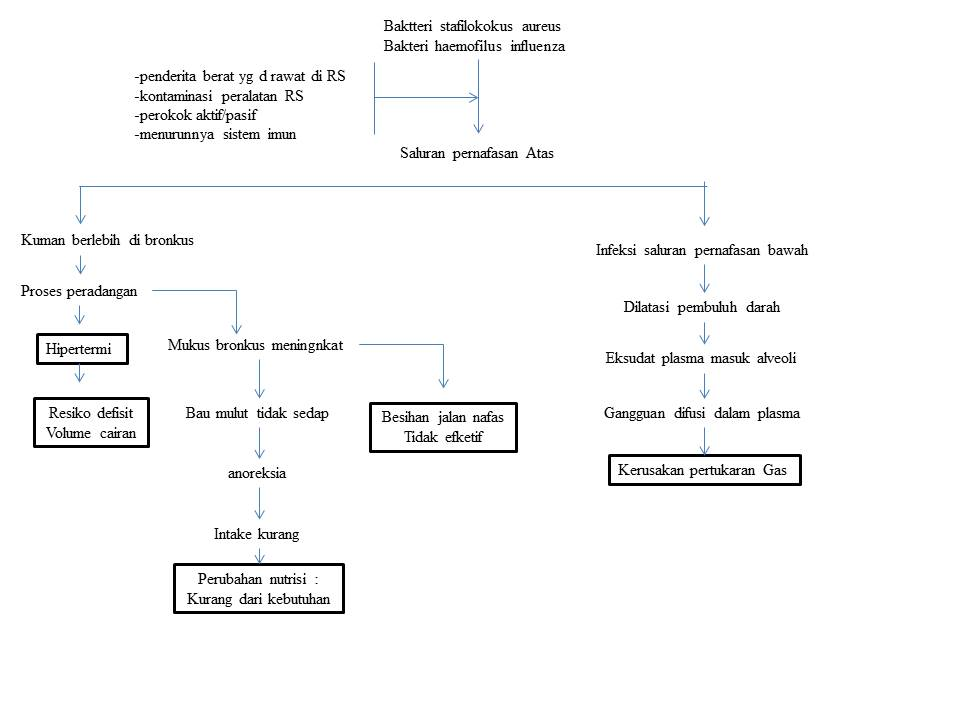 Baktteri stafilokokus aureus
Bakteri haemofilus influenza
-penderita berat yg d rawat di RS
-kontaminasi peralatan RS
-perokok aktif/pasif
-menurunnya sistem imun
Saluran pernafasan Atas
Kuman berlebih di bronkus
Proses peradangan
Hipertermi
Resiko defisit
Volume cairan
Mukus bronkus meningnkat
Bau mulut tidak sedap
anoreksia
Intake kurang
Perubahan nutrisi :
Kurang dari kebutuhan
Besihan jalan nafas
Tidak efketif
Infeksi saluran pernafasan bawah
Dilatasi pembuluh darah
Eksudat plasma masuk alveoli
Gangguan difusi dalam plasma
Kerusakan pertukaran Gas